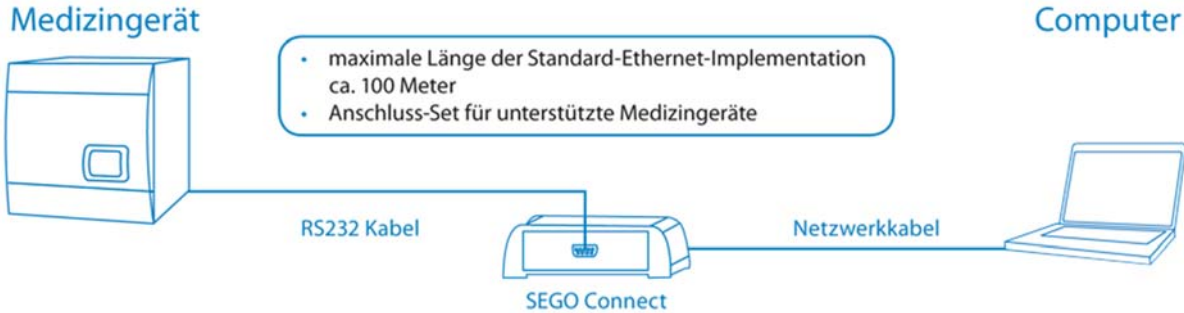 Medizingerät
Computer
• maximale Länge der Standard-Ethernet-Implementation
ca. 100 Meter
• Anschluss-Set für unterstützte Medizingeräte
RS232 Kabel
Netzwerkkabel
SEGO Connect